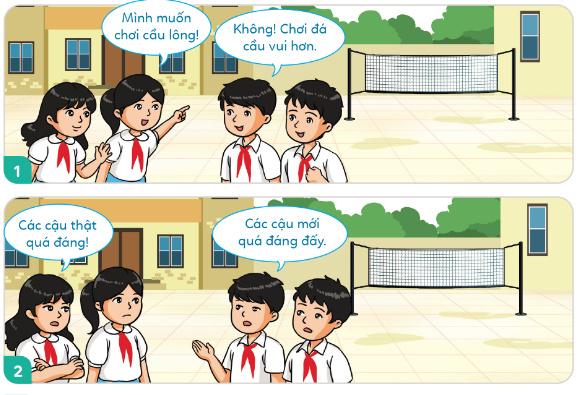 Mình muốn
chơi cầu lông!
Không! Chơi đá
cầu vui hơn.
1
Các cậu thật
quá đáng!
Các cậu mới
quá đáng đấy.
2